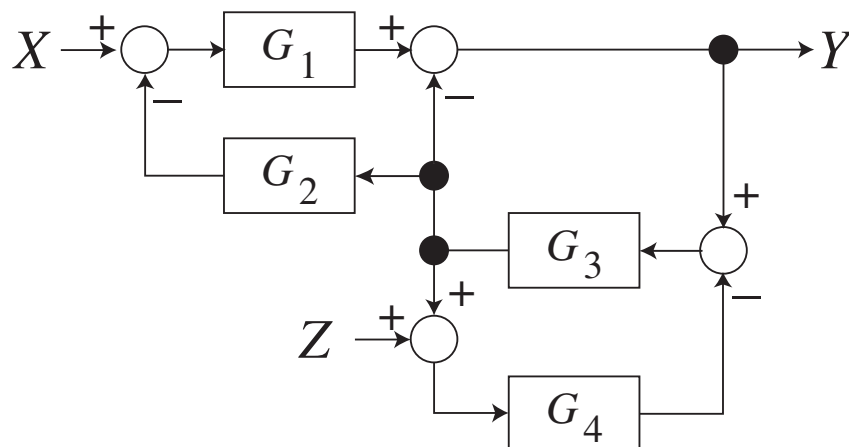 X + G₁ + Y
− −
G₂
+
G₃
+ −
Z +
G₄